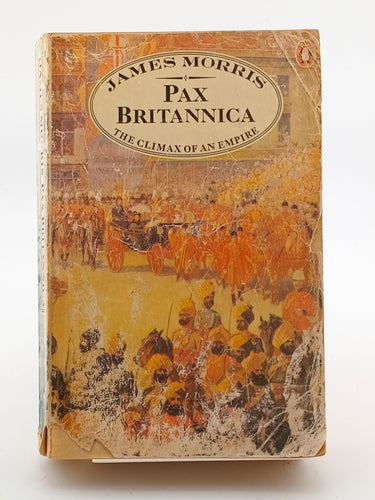 JAMES MORRIS
PAX
BRITANNICA
THE CLIMAX OF AN EMPIRE